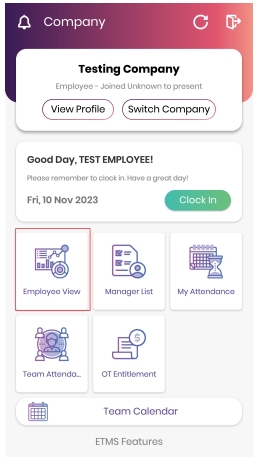 Company
Testing Company
Employee - Joined Unknown to present
View Profile
Switch Company
Good Day, TEST EMPLOYEE!
Please remember to clock in. Have a great day!
Fri, 10 Nov 2023
Clock In
Employee View
Manager List
My Attendance
Team Attenda...
OT Entitlement
Team Calendar
ETMS Features